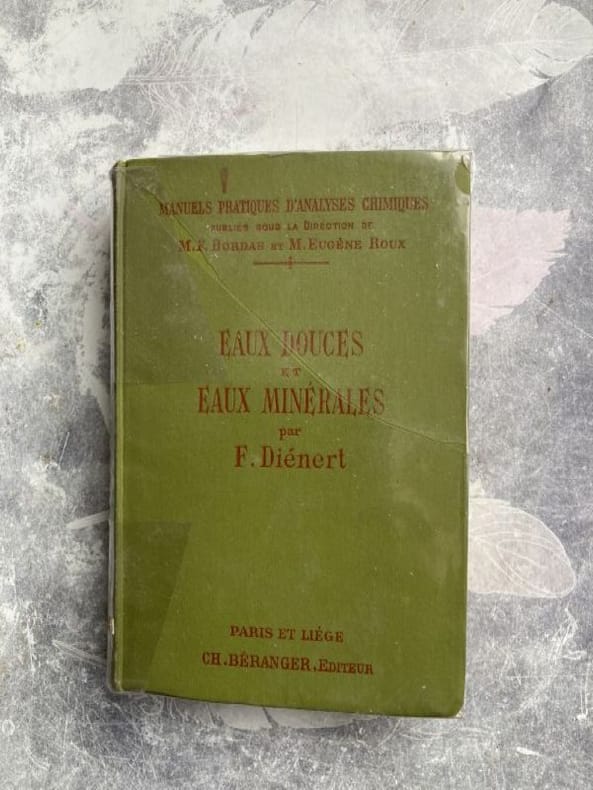 MANUELS PRATIQUES D'ANALYSES CHIMIQUES
PUBLIÉS SOUS LA DIRECTION DE
M. F. BORDAS ET M. EUGÈNE ROUX
EAUX DOUCES
ET
EAUX MINÉRALES
par
F. Diénert
PARIS ET LIÉGE
CH. BÉRANGER, EDITEUR